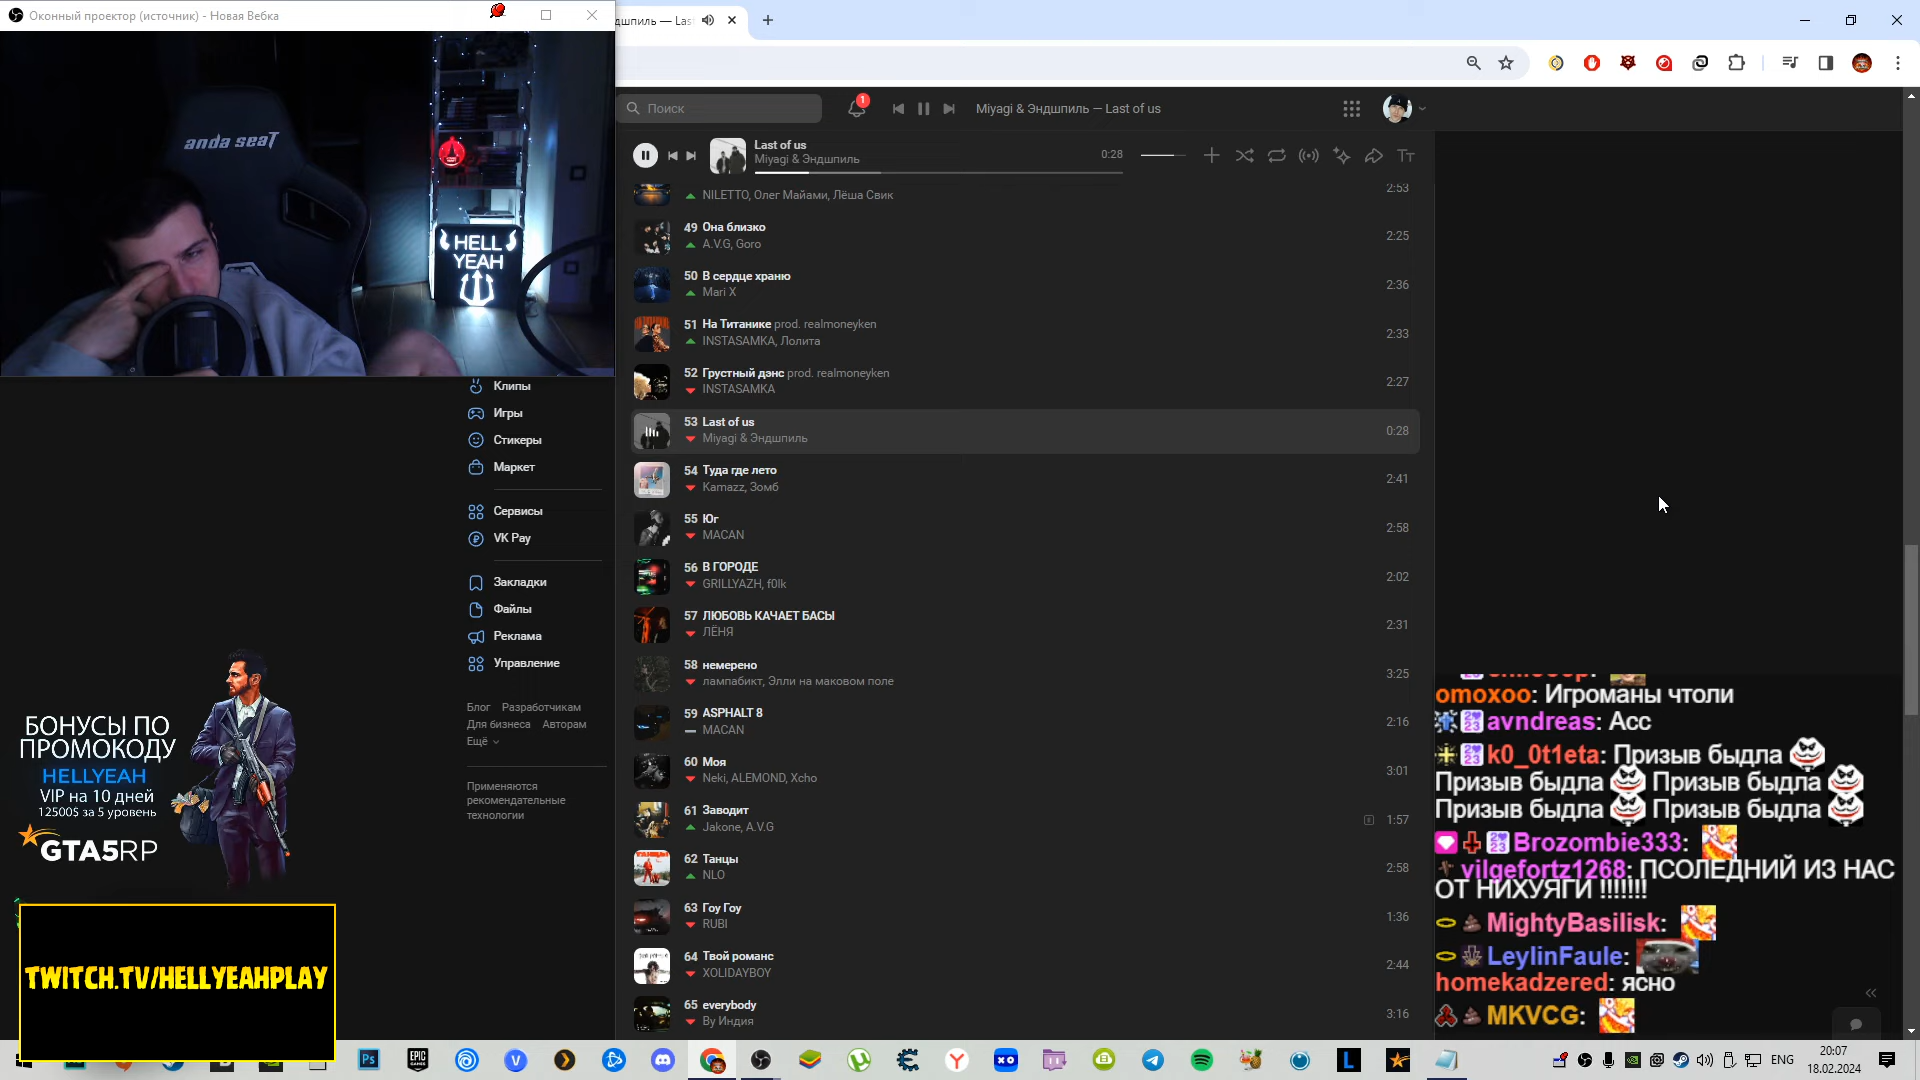 Оконный проектор (источник) - Новая Вебка
ндшпиль — Las
anda seaT
HELL
YEAH
Поиск
1
Miyagi & Эндшпиль — Last of us
Last of us
Miyagi & Эндшпиль
0:28
NILETTO, Олег Майами, Лёша Свик
2:53
49 Она близко
A.V.G, Goro
2:25
50 В сердце храню
Mari X
2:36
51 На Титанике prod. realmoneyken
INSTASAMKA, Лолита
2:33
52 Грустный дэнс prod. realmoneyken
INSTASAMKA
2:27
53 Last of us
Miyagi & Эндшпиль
0:28
54 Туда где лето
Kamazz, Зомб
2:41
55 Юг
MACAN
2:58
56 В ГОРОДЕ
GRILLYAZH, f0lk
2:02
57 ЛЮБОВЬ КАЧАЕТ БАСЫ
ЛЁНЯ
2:31
58 немерено
лампабикт, Элли на маковом поле
3:25
59 ASPHALT 8
MACAN
2:16
60 Моя
Neki, ALEMOND, Xcho
3:01
61 Заводит
Jakone, A.V.G
1:57
62 Танцы
NLO
2:58
63 Гоу Гоу
RUBI
1:36
64 Твой романс
XOLIDAYBOY
2:44
65 everybody
By Индия
3:16
Клипы
Игры
Стикеры
Маркет
Сервисы
VK Pay
Закладки
Файлы
Реклама
Управление
Блог Разработчикам
Для бизнеса Авторам
Ещё
Применяются
рекомендательные
технологии
БОНУСЫ ПО
ПРОМОКОДУ
HELLYEAH
VIP на 10 дней
12500$ за 5 уровень
GTA5RP
TWITCH.TV/HELLYEAHPLAY
omoxoo: Игроманы чтоли
avndreas: Асс
k0_0t1eta: Призыв быдла
Призыв быдла Призыв быдла
Призыв быдла Призыв быдла
Brozombie333:
vilgefortz1268: ПСОЛЕДНИЙ ИЗ НАС
ОТ НИХУЯГИ !!!!!!!
MightyBasilisk:
LeylinFaule:
homekadzered: ясно
MKVCG:
ENG
20:07
18.02.2024